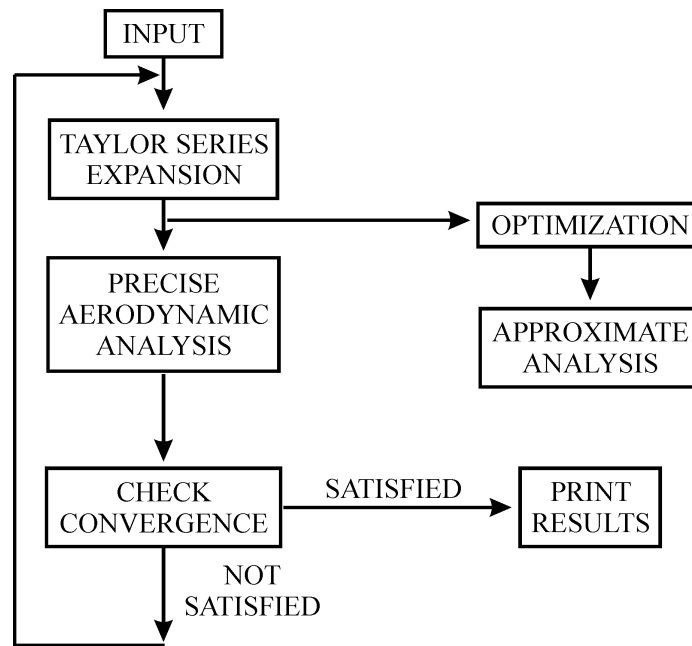 INPUT
TAYLOR SERIES
EXPANSION
OPTIMIZATION
PRECISE
AERODYNAMIC
ANALYSIS
APPROXIMATE
ANALYSIS
CHECK
CONVERGENCE
SATISFIED
PRINT
RESULTS
NOT
SATISFIED